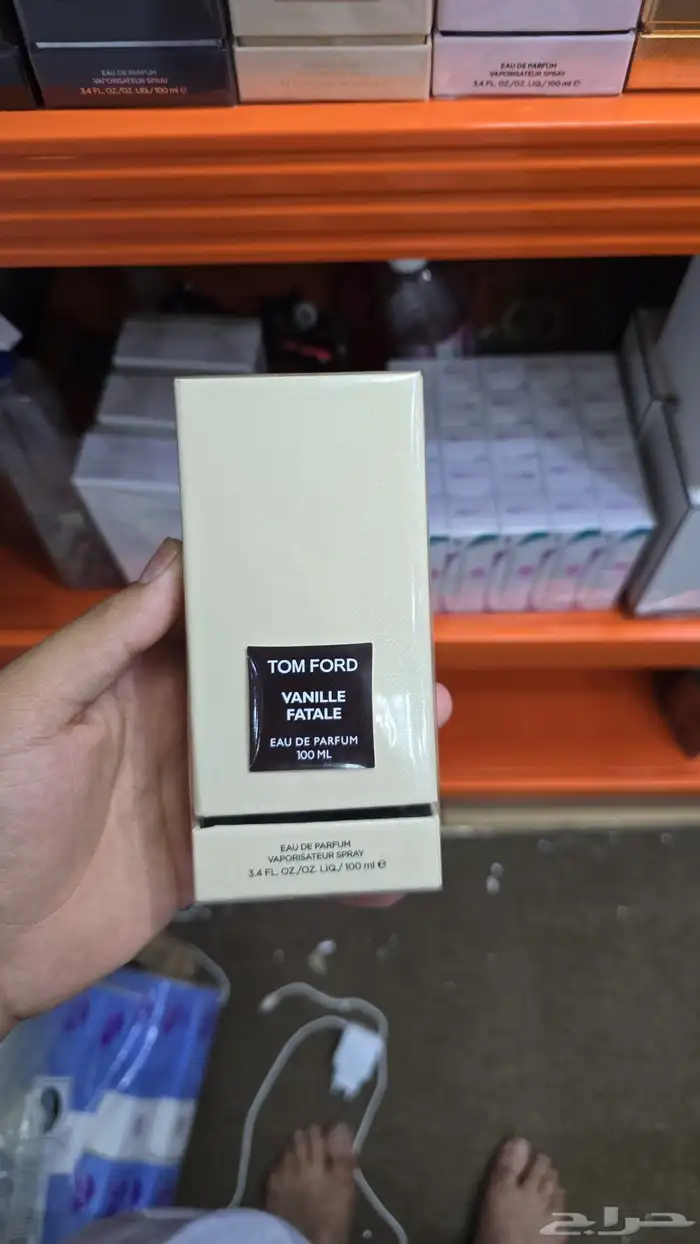 EAU DE PARFUM
VAPORISATEUR SPRAY
3.4 FL. OZ./OZ. LIQ./ 100 ml e
EAU DE PARFUM
VAPORISATEUR SPRAY
3.4 FL. OZ./OZ. LIQ./ 100 ml e
TOM FORD
VANILLE
FATALE
EAU DE PARFUM
100 ML
EAU DE PARFUM
VAPORISATEUR SPRAY
3.4 FL. OZ./OZ. LIQ./ 100 ml e
حراج